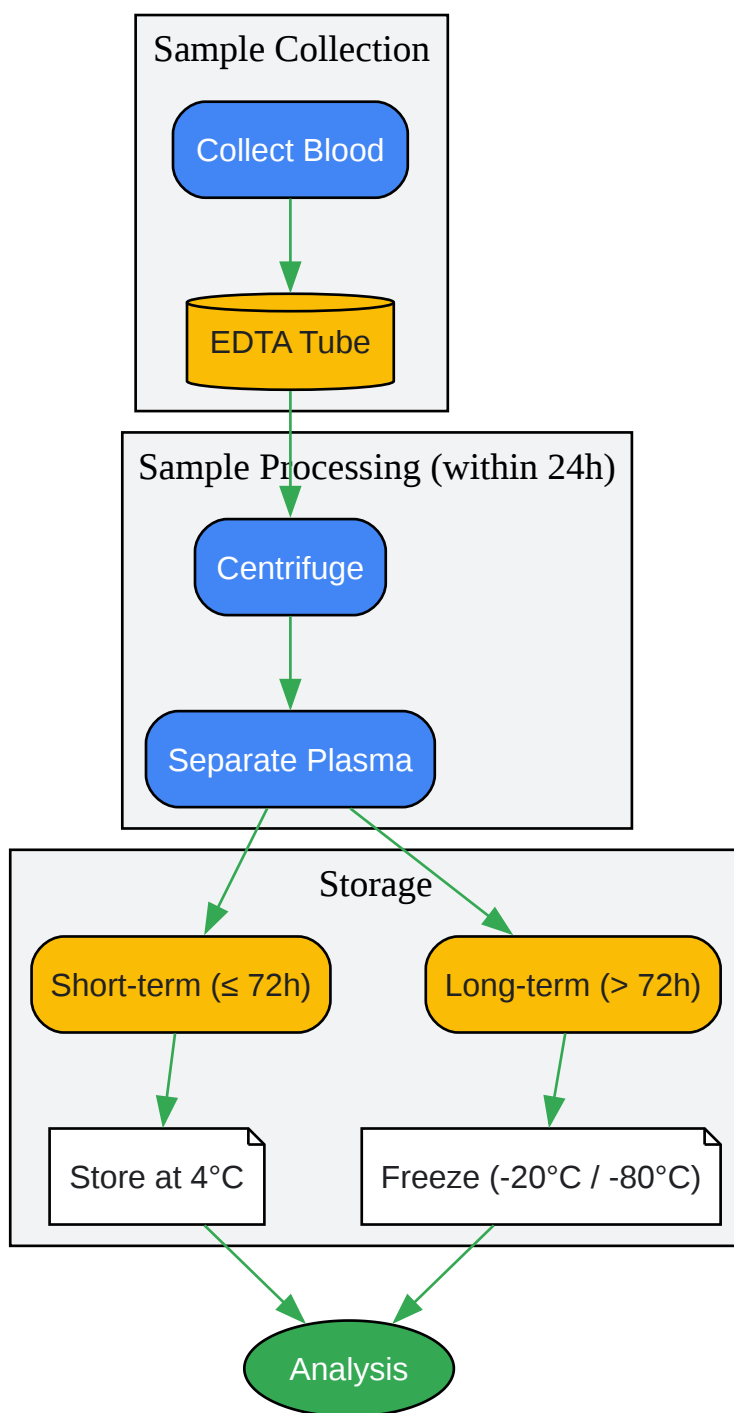 Sample Collection
Collect Blood
EDTA Tube
Sample Processing (within 24h)
Centrifuge
Separate Plasma
Storage
Short-term (≤ 72h)
Long-term (> 72h)
Store at 4°C
Freeze (-20°C / -80°C)
Analysis